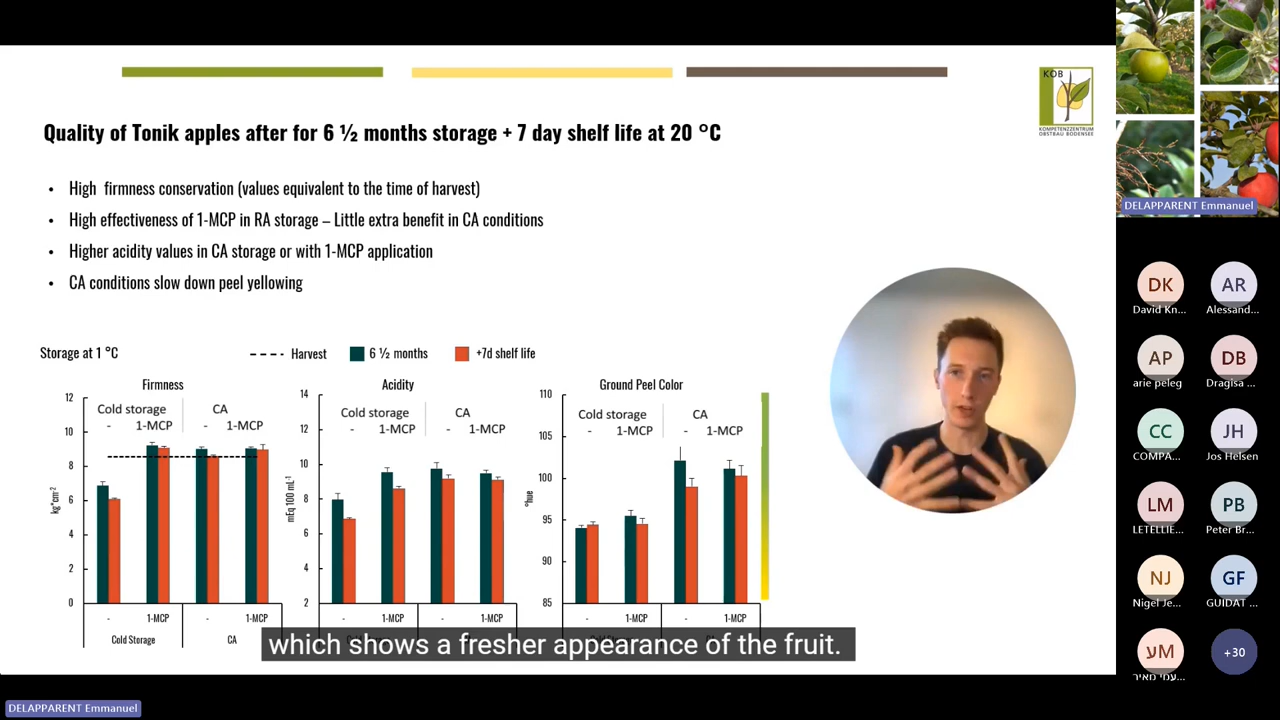 KOB
KOMPETENZZENTRUM
OBSTBAU BODENSEE
Quality of Tonik apples after for 6 ½ months storage + 7 day shelf life at 20 °C
• High firmness conservation (values equivalent to the time of harvest)
• High effectiveness of 1-MCP in RA storage – Little extra benefit in CA conditions
• Higher acidity values in CA storage or with 1-MCP application
• CA conditions slow down peel yellowing
Storage at 1 °C
Harvest
6 ½ months
+7d shelf life
Firmness
Cold storage CA
- 1-MCP - 1-MCP
kg*cm-2
12
10
8
6
4
2
0
- 1-MCP - 1-MCP
Cold Storage CA
Acidity
Cold storage CA
- 1-MCP - 1-MCP
mEq 100 mL-1
14
12
10
8
6
4
2
- 1-MCP - 1-MCP
Ground Peel Color
Cold storage CA
- 1-MCP - 1-MCP
°hue
110
105
100
95
90
85
- 1-MCP - 1-MCP
which shows a fresher appearance of the fruit.
DELAPPARENT Emmanuel
DELAPPARENT Emmanuel
DK AR
David Kn... Alessand...
AP DB
arie peleg Dragisa ...
CC JH
COMPA... Jos Helsen
LM PB
LETELLIE... Peter Br...
NJ GF
Nigel Je... GUIDAT ...
עM +30
עמי מאיר...